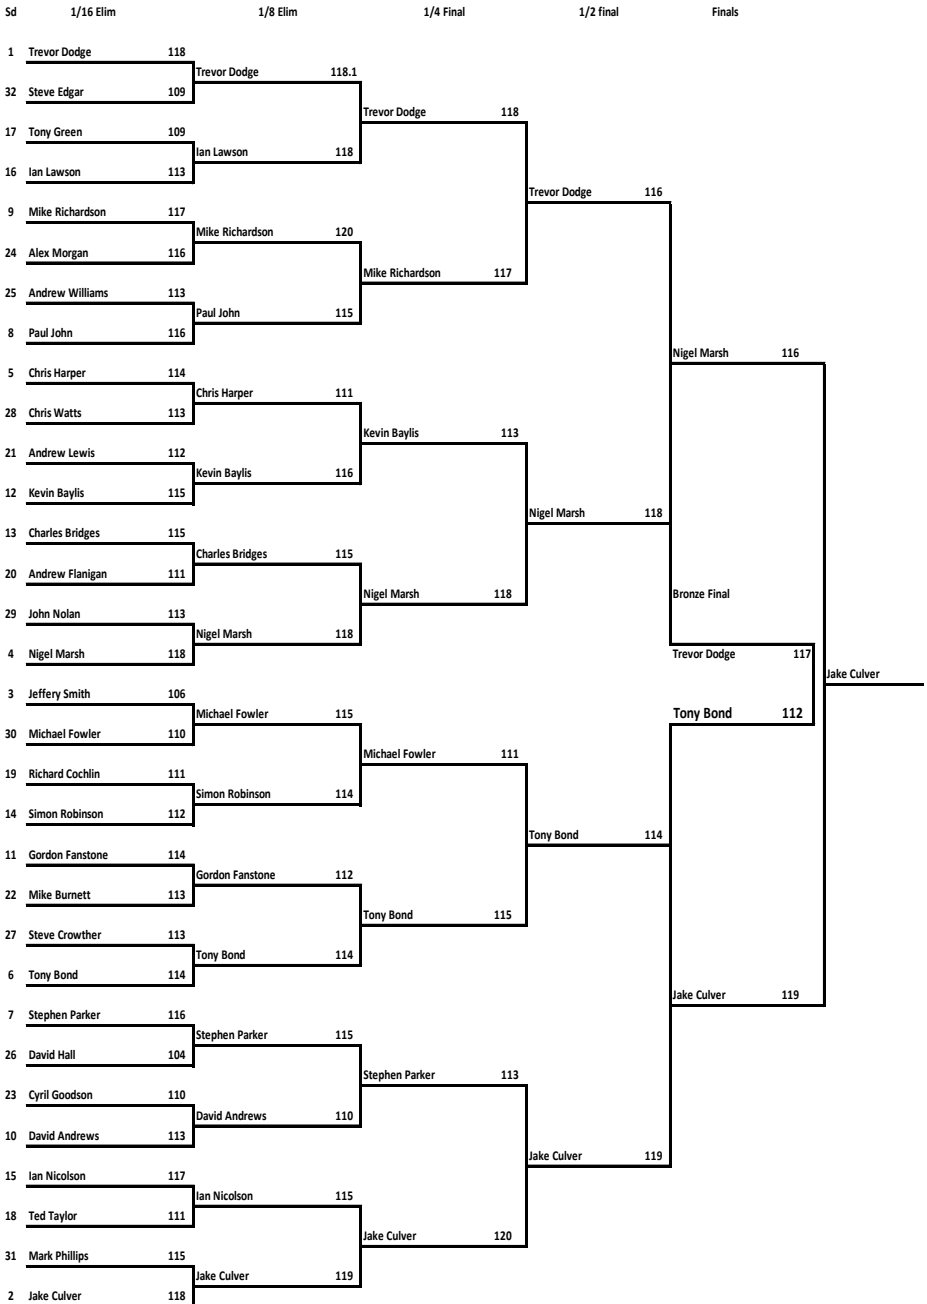 Sd 1/16 Elim 1/8 Elim 1/4 Final 1/2 final Finals
1 Trevor Dodge 118
Trevor Dodge 118.1
32 Steve Edgar 109
Trevor Dodge 118
17 Tony Green 109
Ian Lawson 118
16 Ian Lawson 113
Trevor Dodge 116
9 Mike Richardson 117
Mike Richardson 120
24 Alex Morgan 116
Mike Richardson 117
25 Andrew Williams 113
Paul John 115
8 Paul John 116
Nigel Marsh 116
5 Chris Harper 114
Chris Harper 111
28 Chris Watts 113
Kevin Baylis 113
21 Andrew Lewis 112
Kevin Baylis 116
12 Kevin Baylis 115
Nigel Marsh 118
13 Charles Bridges 115
Charles Bridges 115
20 Andrew Flanigan 111
Nigel Marsh 118 Bronze Final
29 John Nolan 113
Nigel Marsh 118
4 Nigel Marsh 118 Trevor Dodge 117
Jake Culver
3 Jeffery Smith 106
Michael Fowler 115 Tony Bond 112
30 Michael Fowler 110
Michael Fowler 111
19 Richard Cochlin 111
Simon Robinson 114
14 Simon Robinson 112
Tony Bond 114
11 Gordon Fanstone 114
Gordon Fanstone 112
22 Mike Burnett 113
Tony Bond 115
27 Steve Crowther 113
Tony Bond 114
6 Tony Bond 114
Jake Culver 119
7 Stephen Parker 116
Stephen Parker 115
26 David Hall 104
Stephen Parker 113
23 Cyril Goodson 110
David Andrews 110
10 David Andrews 113
Jake Culver 119
15 Ian Nicolson 117
Ian Nicolson 115
18 Ted Taylor 111
Jake Culver 120
31 Mark Phillips 115
Jake Culver 119
2 Jake Culver 118